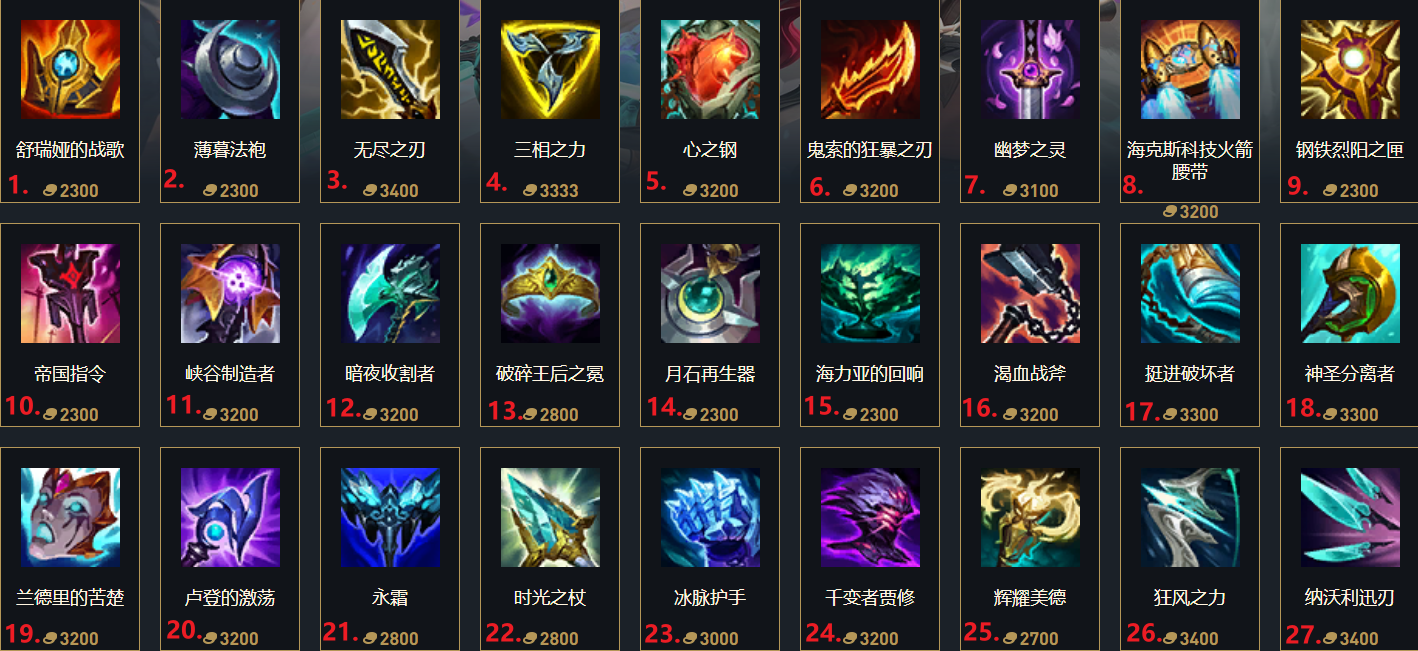 舒瑞娅的战歌
1. 2300
薄暮法袍
2. 2300
无尽之刃
3. 3400
三相之力
4. 3333
心之钢
5. 3200
鬼索的狂暴之刃
6. 3200
幽梦之灵
7. 3100
海克斯科技火箭
腰带
8.
3200
钢铁烈阳之匣
9. 2300
帝国指令
10. 2300
峡谷制造者
11. 3200
暗夜收割者
12. 3200
破碎王后之冕
13. 2800
月石再生器
14. 2300
海力亚的回响
15. 2300
渴血战斧
16. 3200
挺进破坏者
17. 3300
神圣分离者
18. 3300
兰德里的苦楚
19. 3200
卢登的激荡
20. 3200
永霜
21. 2800
时光之杖
22. 2800
冰脉护手
23. 3000
千变者贾修
24. 3200
辉耀美德
25. 2700
狂风之力
26. 3400
纳沃利迅刃
27. 3400